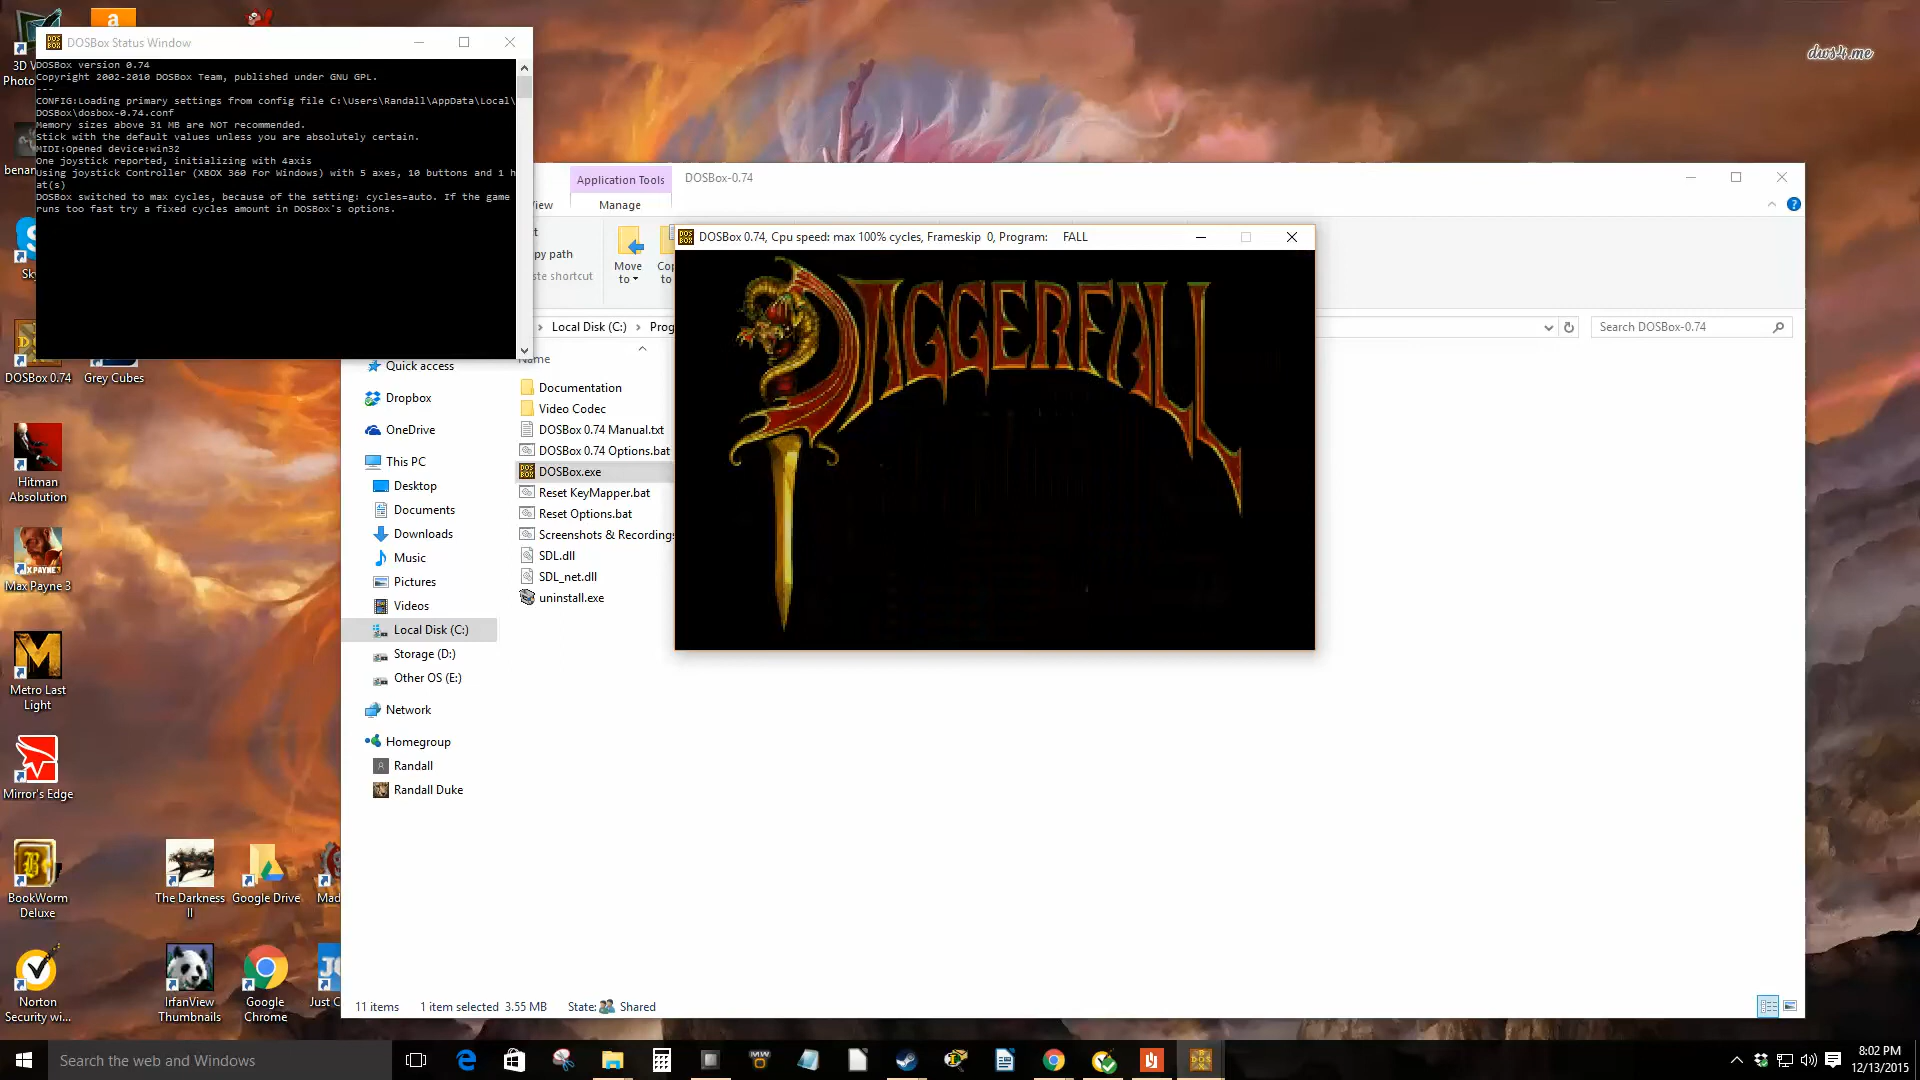 DOSBox Status Window
DOSBox version 0.74
Copyright 2002-2010 DOSBox Team, published under GNU GPL.
---
CONFIG:Loading primary settings from config file C:\Users\Randall\AppData\Local\
DOSBox\dosbox-0.74.conf
Memory sizes above 31 MB are NOT recommended.
Stick with the default values unless you are absolutely certain.
MIDI:Opened device:win32
One joystick reported, initializing with 4axis
Using joystick Controller (XBOX 360 For Windows) with 5 axes, 10 buttons and 1 h
at(s)
DOSBox switched to max cycles, because of the setting: cycles=auto. If the game
runs too fast try a fixed cycles amount in DOSBox's options.
dws4.me
Application Tools
DOSBox-0.74
Manage
Move
to
to
DOSBox 0.74, Cpu speed: max 100% cycles, Frameskip 0, Program: FALL
DAGGERFALL
Local Disk (C:)
Search DOSBox-0.74
Name
Documentation
Video Codec
DOSBox 0.74 Manual.txt
DOSBox 0.74 Options.bat
DOSBox.exe
Reset KeyMapper.bat
Reset Options.bat
Screenshots & Recordings
SDL.dll
SDL_net.dll
uninstall.exe
Quick access
Dropbox
OneDrive
This PC
Desktop
Documents
Downloads
Music
Pictures
Videos
Local Disk (C:)
Storage (D:)
Other OS (E:)
Network
Homegroup
Randall
Randall Duke
11 items
1 item selected 3.55 MB
State: Shared
DOSBox 0.74
Grey Cubes
Hitman
Absolution
Max Payne 3
Metro Last
Light
Mirror's Edge
BookWorm
Deluxe
The Darkness
II
Google Drive
Norton
Security wi...
IrfanView
Thumbnails
Google
Chrome
Search the web and Windows
8:02 PM
12/13/2015